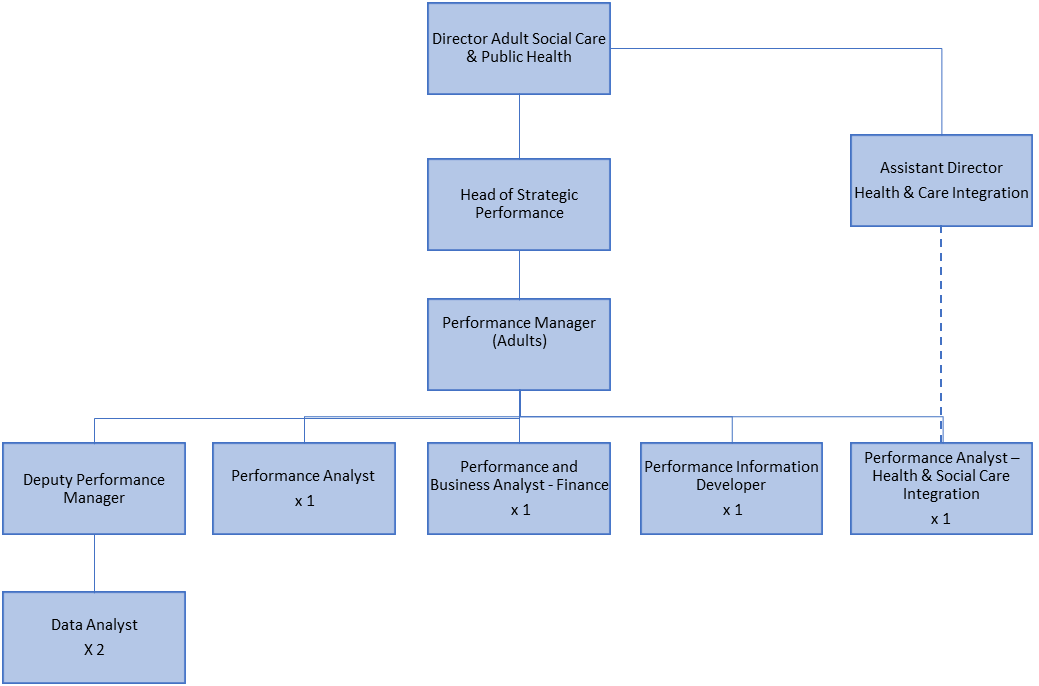 Director Adult Social Care
& Public Health
Assistant Director
Health & Care Integration
Head of Strategic
Performance
Performance Manager
(Adults)
Deputy Performance
Manager
Performance Analyst
x 1
Performance and
Business Analyst - Finance
x 1
Performance Information
Developer
x 1
Performance Analyst –
Health & Social Care
Integration
x 1
Data Analyst
X 2